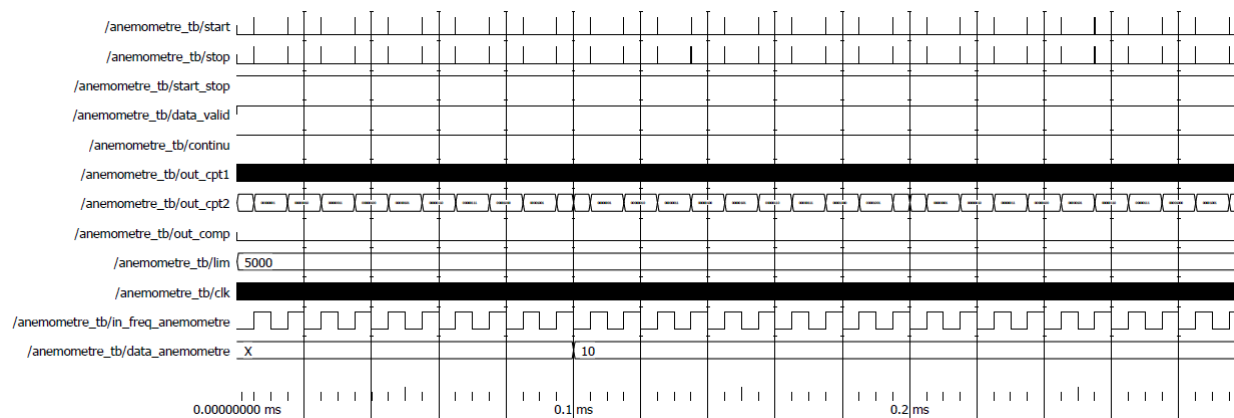 /anemometre_tb/start
/anemometre_tb/stop
/anemometre_tb/start_stop
/anemometre_tb/data_valid
/anemometre_tb/continu
/anemometre_tb/out_cpt1
/anemometre_tb/out_cpt2
/anemometre_tb/out_comp
/anemometre_tb/lim 5000
/anemometre_tb/clk
/anemometre_tb/in_freq_anemometre
/anemometre_tb/data_anemometre X 10
0.00000000 ms 0.1 ms 0.2 ms